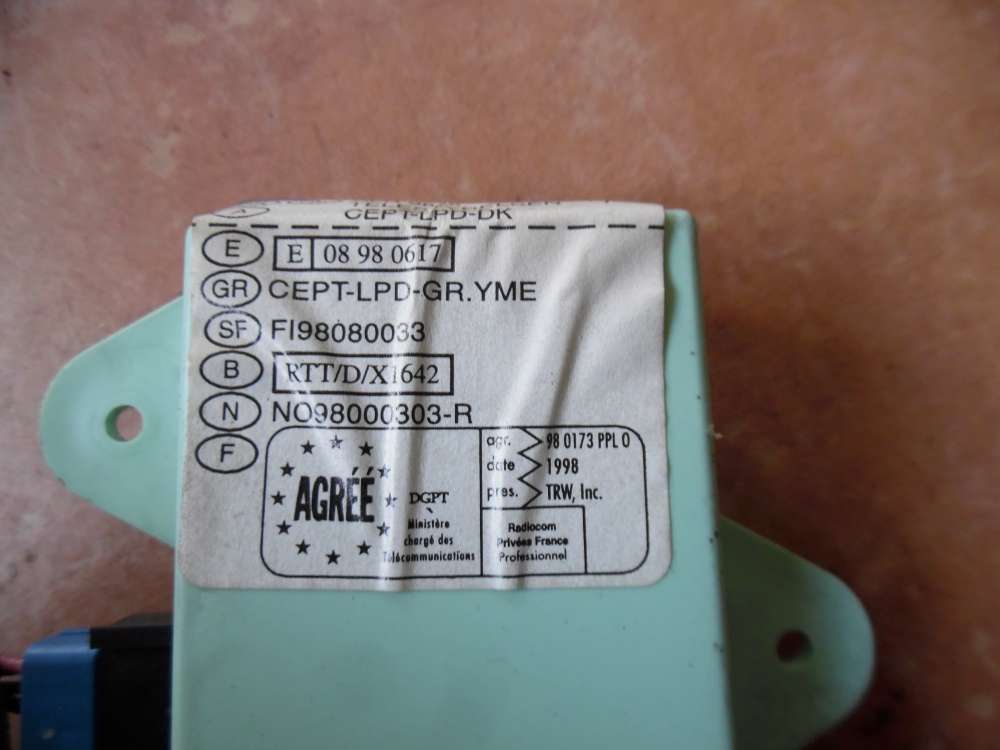 CEPT-LPD-DK
E E 08 98 0617
GR CEPT-LPD-GR.YME
SF FI98080033
B RTT/D/X1642
N NO98000303-R
F
AGRÉÉ
DGPT
Ministère
chargé des
Télécommunications
agr. 98 0173 PPL 0
date 1998
pres. TRW, Inc.
Radiocom
Privées France
Professionnel